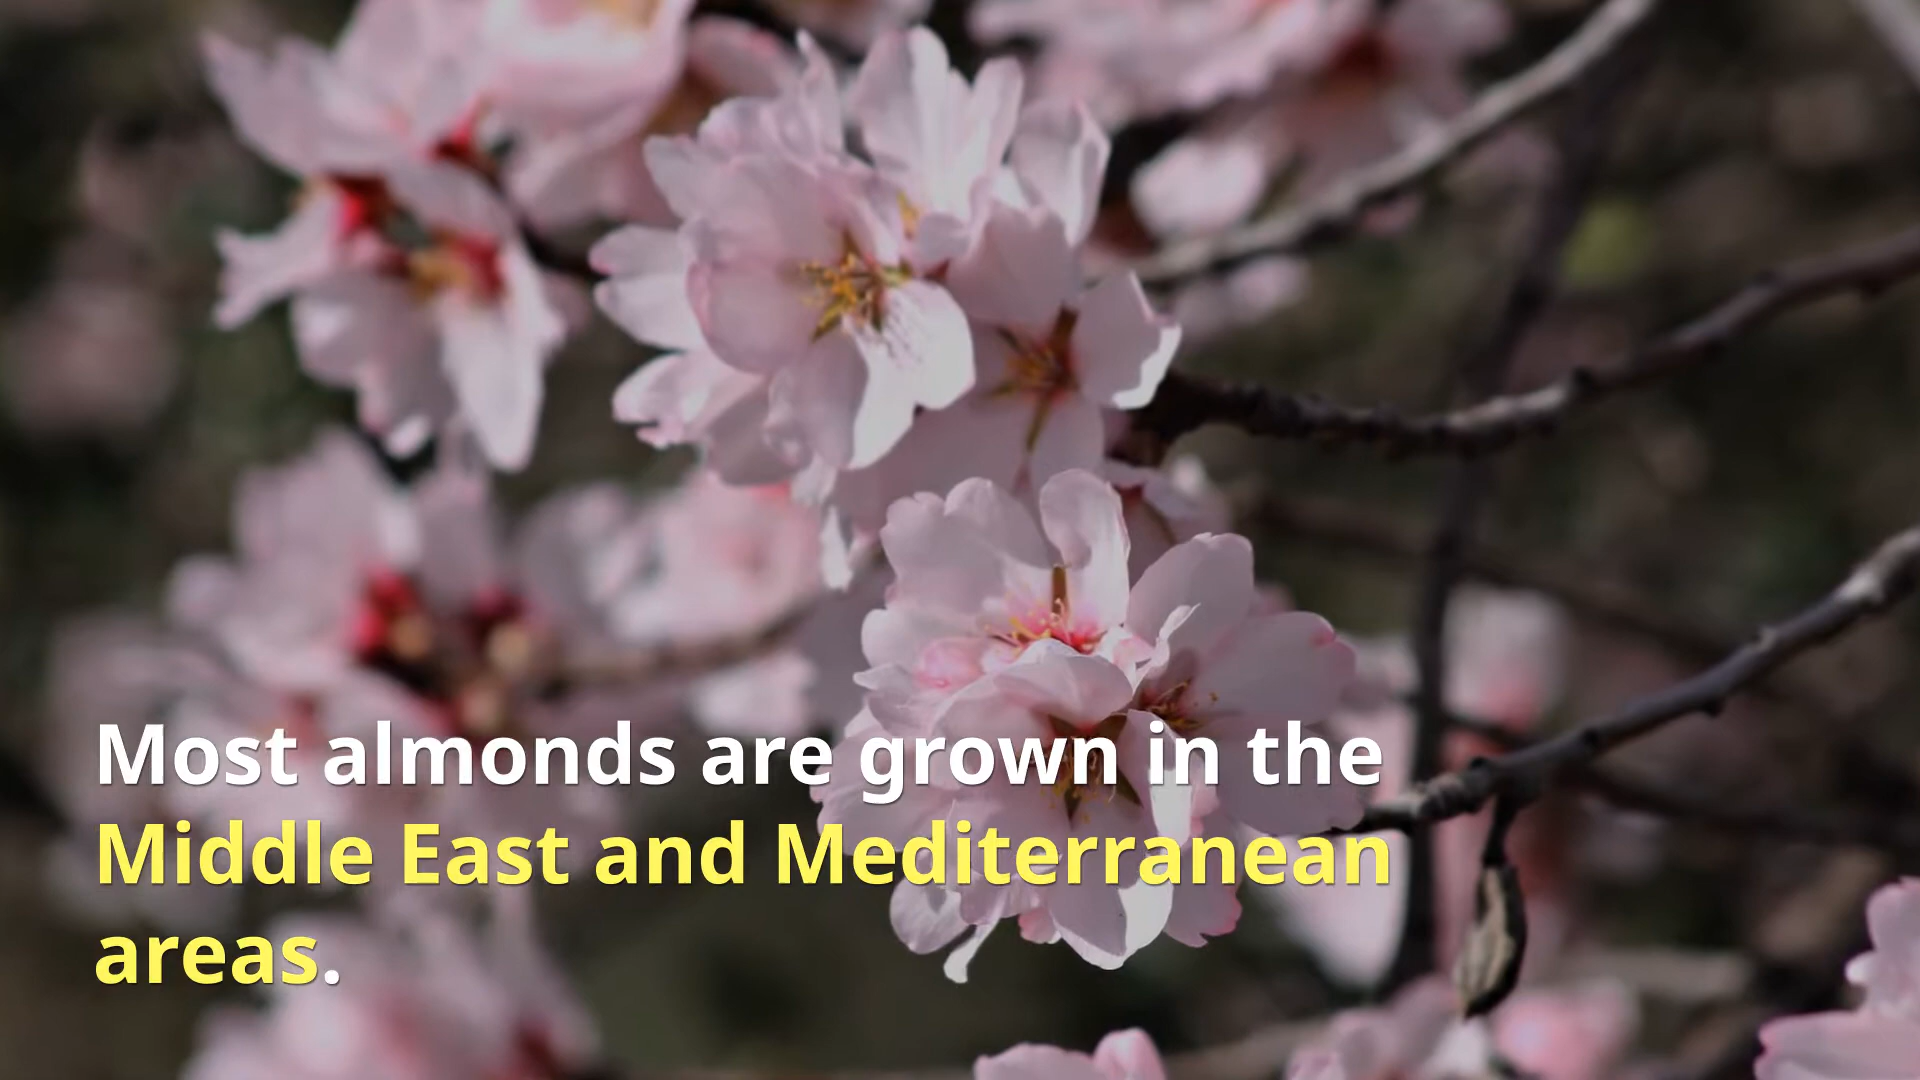 Most almonds are grown in the
Middle East and Mediterranean
areas.